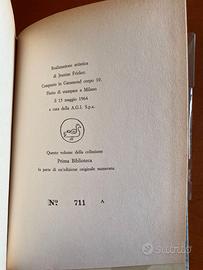 Realizzazione artistica
di Jeanine Fricker.
Composto in Garamond corpo 10.
Finito di stampare a Milano
il 15 maggio 1964
a cura della A.G.I. S.p.a.
Questo volume della collezione
Prima Biblioteca
fa parte di un'edizione originale numerata
Nº 711 A
subito